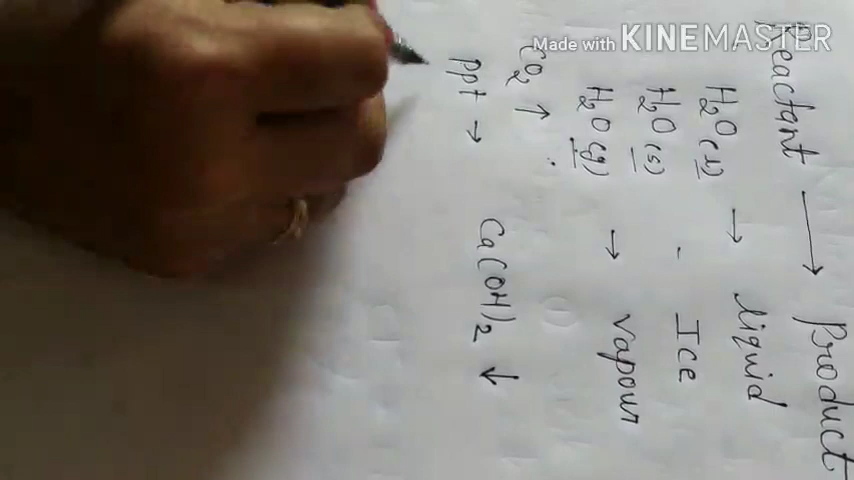 Made with KINEMASTER
Reactant → Product
H₂O(l) → liquid
H₂O(s) - Ice
H₂O(g) → Vapour
CO₂ ↑
ppt → Ca(OH)₂ ↓